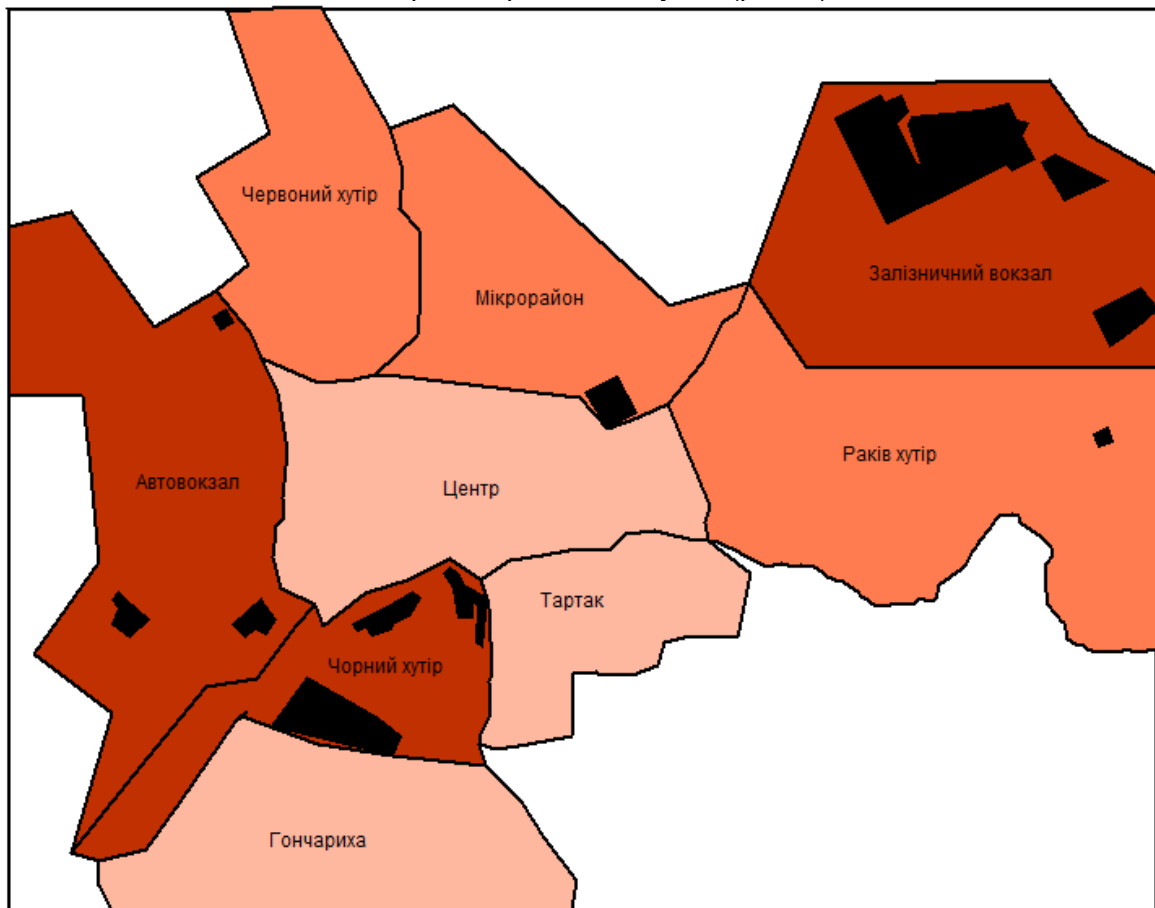 Червоний хутір
Мікрорайон
Залізничний вокзал
Автовокзал
Центр
Раків хутір
Тартак
Чорний хутір
Гончариха